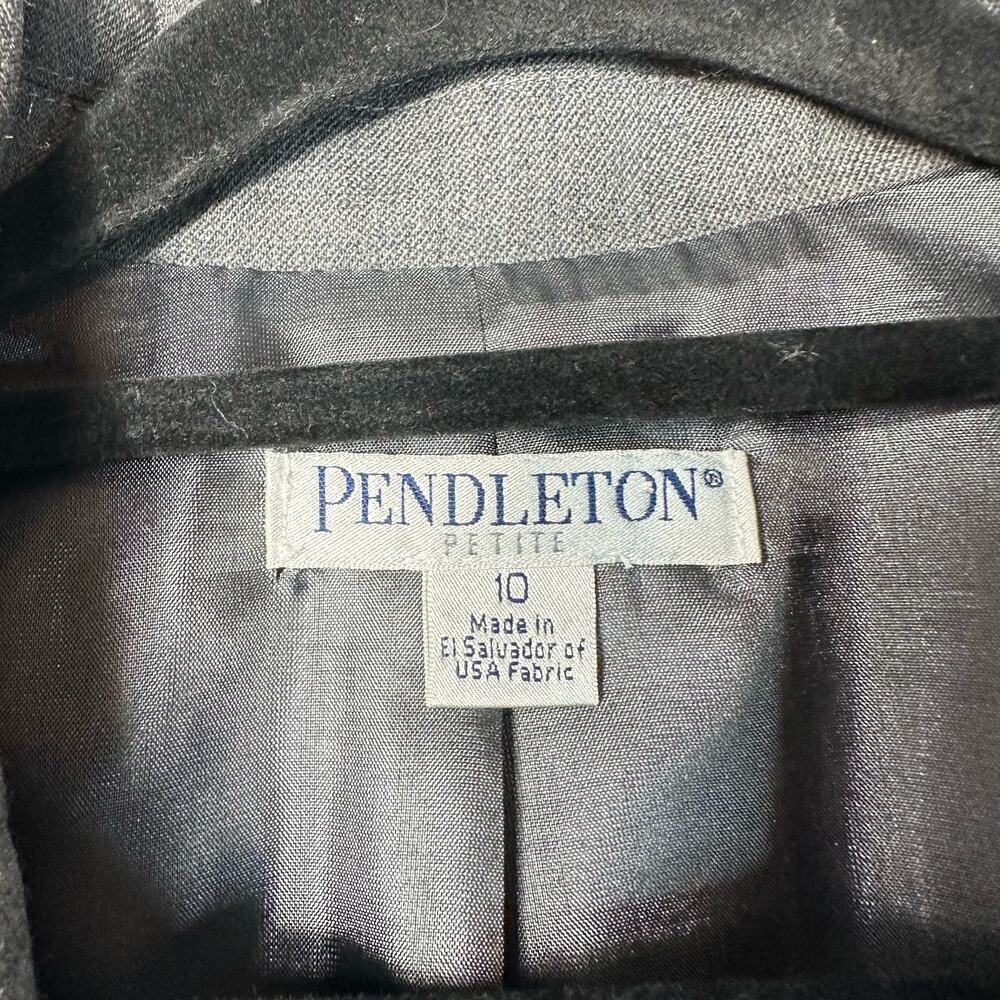 PENDLETON®
PETITE
10
Made in
El Salvador of
USA Fabric